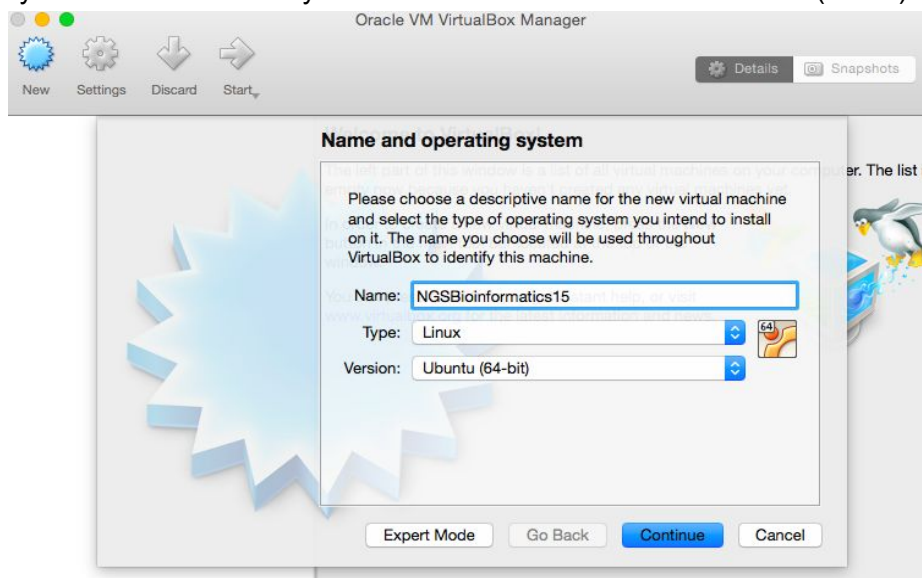 Oracle VM VirtualBox Manager
New Settings Discard Start
Details Snapshots
Name and operating system
er. The list
Please choose a descriptive name for the new virtual machine
and select the type of operating system you intend to install
on it. The name you choose will be used throughout
VirtualBox to identify this machine.
Name: NGSBioinformatics15
Type: Linux
64
Version: Ubuntu (64-bit)
Expert Mode Go Back Continue Cancel